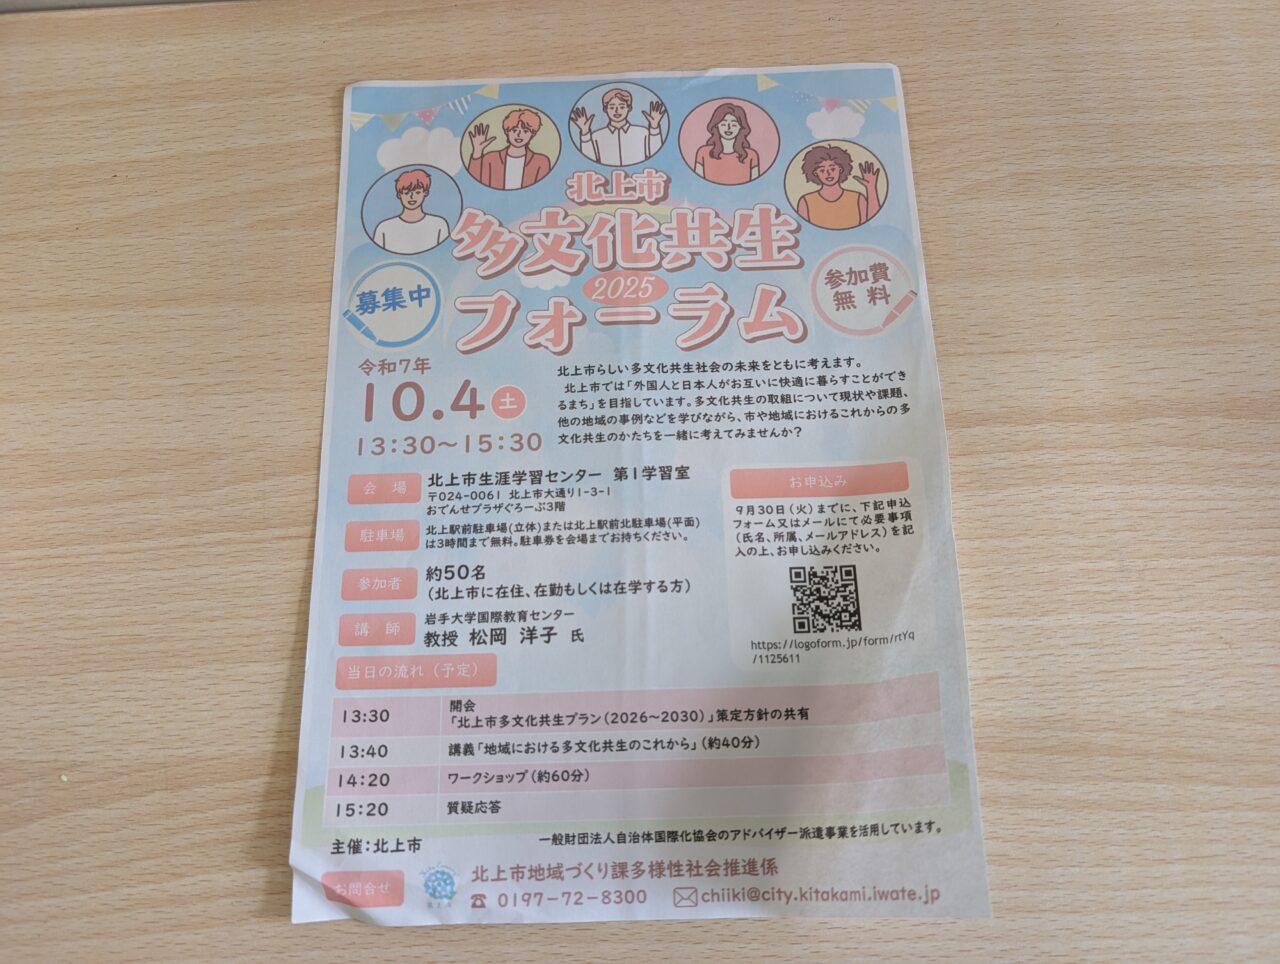 北上市
多文化共生
2025
フォーラム
募集中
参加費
無料
令和7年
10.4 土
13:30～15:30
北上市らしい多文化共生社会の未来をともに考えます。
北上市では「外国人と日本人がお互いに快適に暮らすことができ
るまち」を目指しています。多文化共生の取組について現状や課題、
他の地域の事例などを学びながら、市や地域におけるこれからの多
文化共生のかたちを一緒に考えてみませんか？
会 場
北上市生涯学習センター 第1学習室
〒024-0061 北上市大通り1-3-1
おでんせプラザぐろーぶ3階
駐車場
北上駅前駐車場(立体)または北上駅前北駐車場(平面)
は3時間まで無料。駐車券を会場までお持ちください。
参加者
約50名
（北上市に在住、在勤もしくは在学する方）
講 師
岩手大学国際教育センター
教授 松岡 洋子 氏
お申込み
9月30日（火）までに、下記申込
フォーム又はメールにて必要事項
（氏名、所属、メールアドレス）を記
入の上、お申し込みください。
https://logoform.jp/form/rtYq
/1125611
当日の流れ（予定）
13:30 開会
「北上市多文化共生プラン（2026～2030）」策定方針の共有
13:40 講義「地域における多文化共生のこれから」（約40分）
14:20 ワークショップ（約60分）
15:20 質疑応答
主催：北上市
一般財団法人自治体国際化協会のアドバイザー派遣事業を活用しています。
お問合せ
北上市地域づくり課多様性社会推進係
☎ 0197-72-8300 chiiki@city.kitakami.iwate.jp